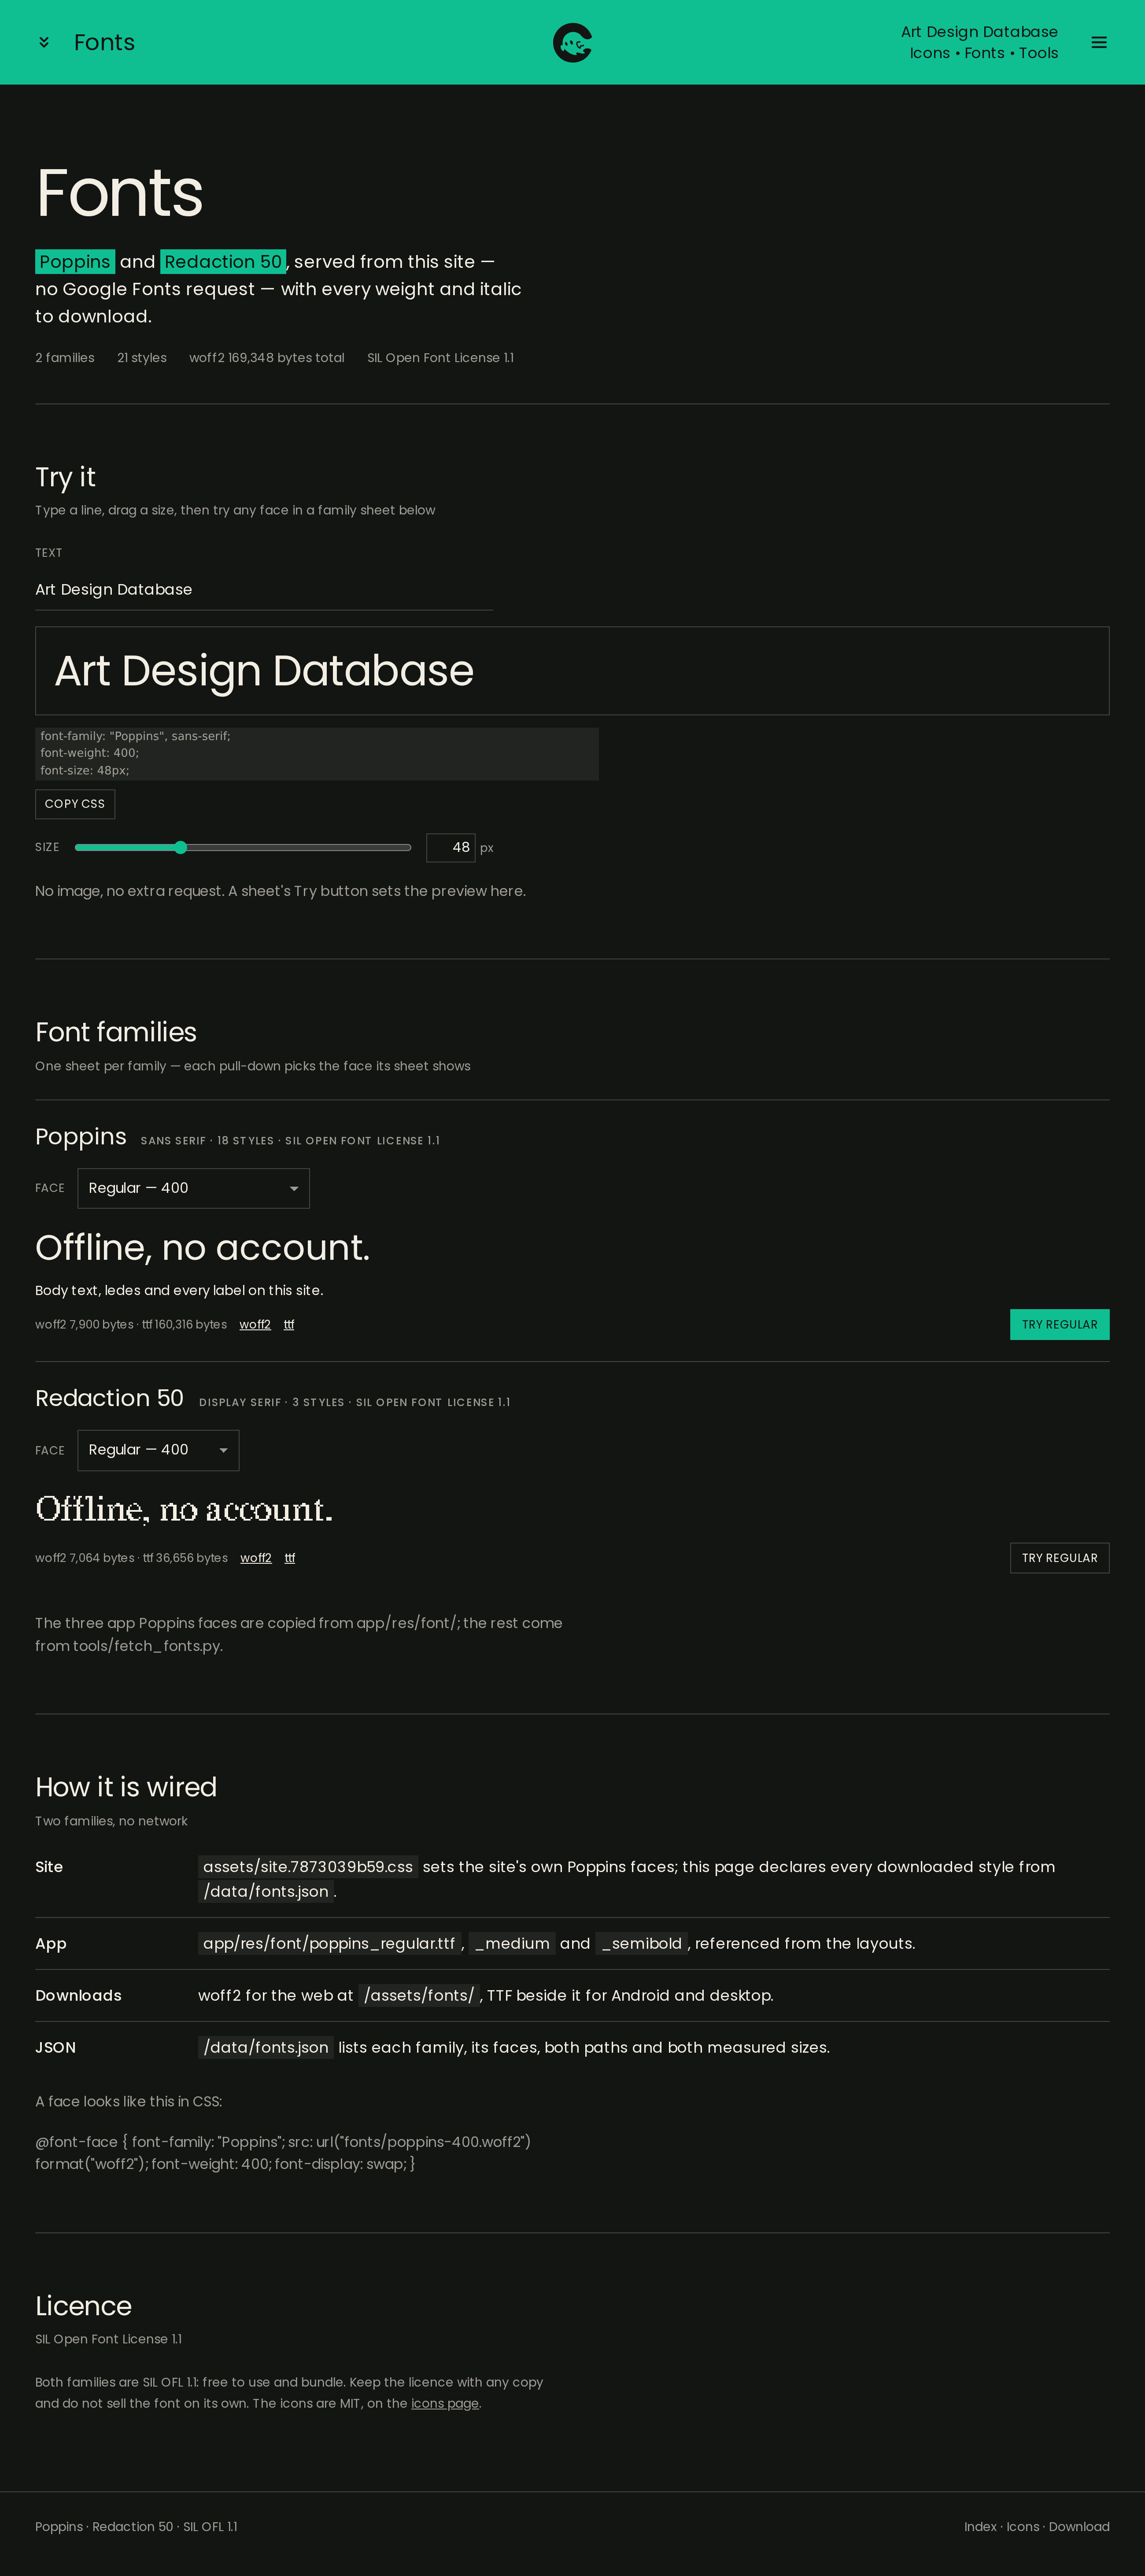 Fonts
Art Design Database
Icons • Fonts • Tools
Fonts
Poppins and Redaction 50, served from this site —
no Google Fonts request — with every weight and italic
to download.
2 families 21 styles woff2 169,348 bytes total SIL Open Font License 1.1
Try it
Type a line, drag a size, then try any face in a family sheet below
TEXT
Art Design Database
Art Design Database
font-family: "Poppins", sans-serif;
font-weight: 400;
font-size: 48px;
COPY CSS
SIZE 48 px
No image, no extra request. A sheet's Try button sets the preview here.
Font families
One sheet per family — each pull-down picks the face its sheet shows
Poppins SANS SERIF · 18 STYLES · SIL OPEN FONT LICENSE 1.1
FACE Regular — 400
Offline, no account.
Body text, ledes and every label on this site.
woff2 7,900 bytes · ttf 160,316 bytes woff2 ttf TRY REGULAR
Redaction 50 DISPLAY SERIF · 3 STYLES · SIL OPEN FONT LICENSE 1.1
FACE Regular — 400
Offline, no account.
woff2 7,064 bytes · ttf 36,656 bytes woff2 ttf TRY REGULAR
The three app Poppins faces are copied from app/res/font/; the rest come
from tools/fetch_fonts.py.
How it is wired
Two families, no network
Site assets/site.7873039b59.css sets the site's own Poppins faces; this page declares every downloaded style from
/data/fonts.json.
App app/res/font/poppins_regular.ttf, _medium and _semibold, referenced from the layouts.
Downloads woff2 for the web at /assets/fonts/, TTF beside it for Android and desktop.
JSON /data/fonts.json lists each family, its faces, both paths and both measured sizes.
A face looks like this in CSS:
@font-face { font-family: "Poppins"; src: url("fonts/poppins-400.woff2")
format("woff2"); font-weight: 400; font-display: swap; }
Licence
SIL Open Font License 1.1
Both families are SIL OFL 1.1: free to use and bundle. Keep the licence with any copy
and do not sell the font on its own. The icons are MIT, on the icons page.
Poppins · Redaction 50 · SIL OFL 1.1 Index · Icons · Download